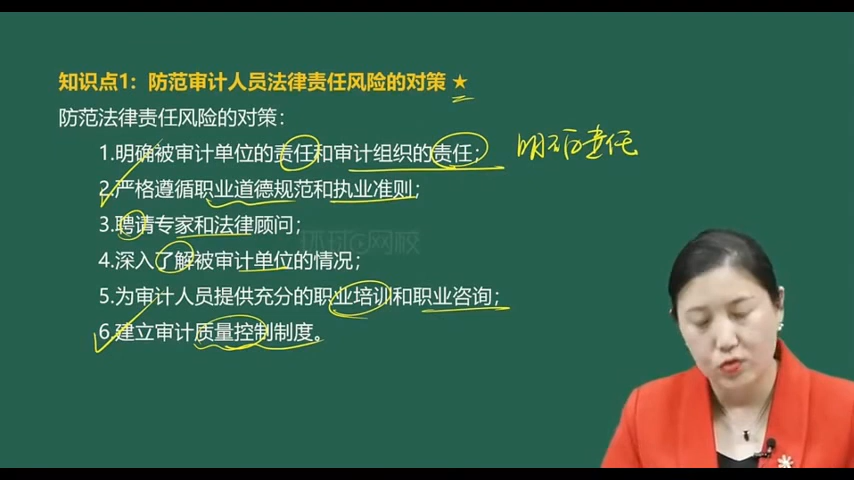 知识点1：防范审计人员法律责任风险的对策 ★
防范法律责任风险的对策：
1.明确被审计单位的责任和审计组织的责任； 明确责任
2.严格遵循职业道德规范和执业准则；
3.聘请专家和法律顾问；
环球网校
4.深入了解被审计单位的情况；
5.为审计人员提供充分的职业培训和职业咨询；
6.建立审计质量控制制度。